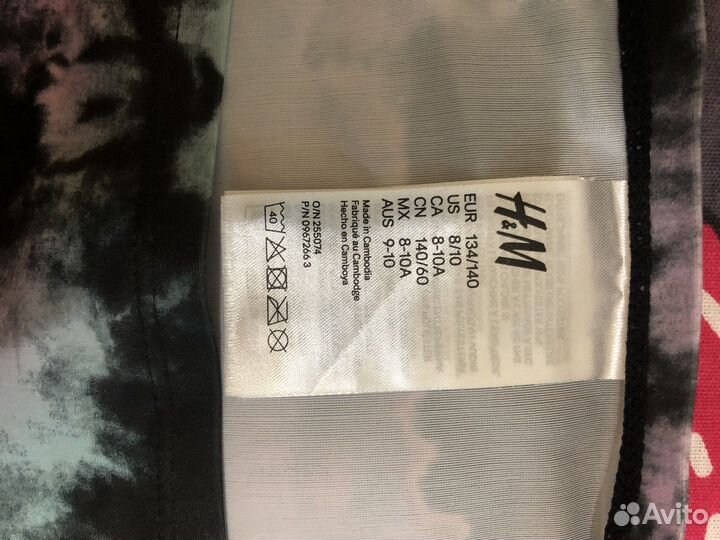 H&M
EUR 134/140
US 8/10
CA 8-10A
CN 140/60
MX 8-10A
AUS 9-10
Made in Cambodia
Fabriqué au Cambodge
Hecho en Camboya
40
O/N 255074
P/N 0967266 3
Avito